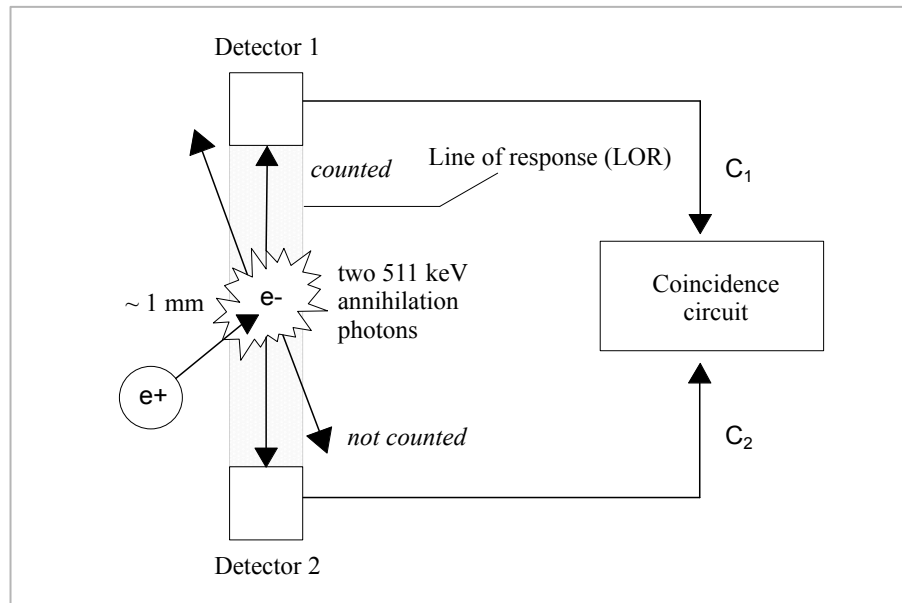 Detector 1
counted
Line of response (LOR)
C₁
~ 1 mm
e-
two 511 keV
annihilation
photons
Coincidence
circuit
e+
not counted
C₂
Detector 2